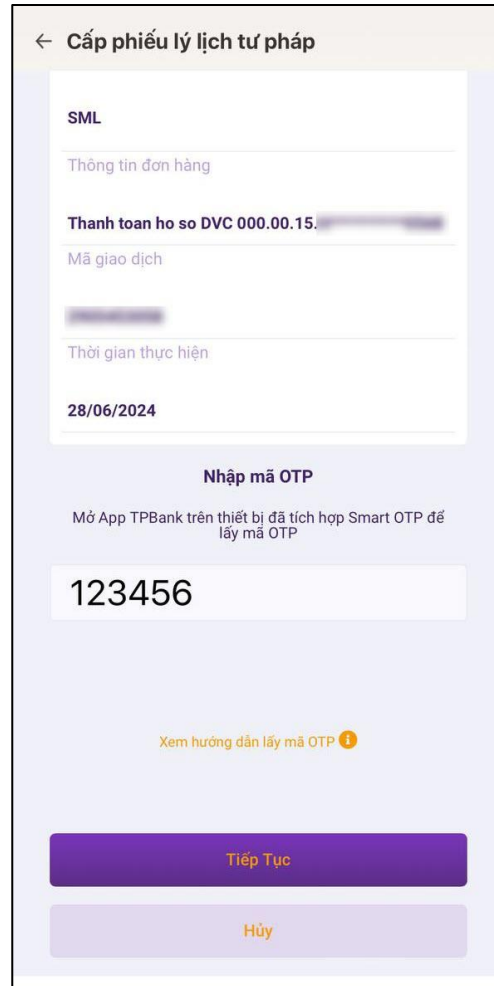 ← Cấp phiếu lý lịch tư pháp
SML
Thông tin đơn hàng
Thanh toan ho so DVC 000.00.15.
Mã giao dịch
Thời gian thực hiện
28/06/2024
Nhập mã OTP
Mở App TPBank trên thiết bị đã tích hợp Smart OTP để
lấy mã OTP
123456
Xem hướng dẫn lấy mã OTP
Tiếp Tục
Hủy